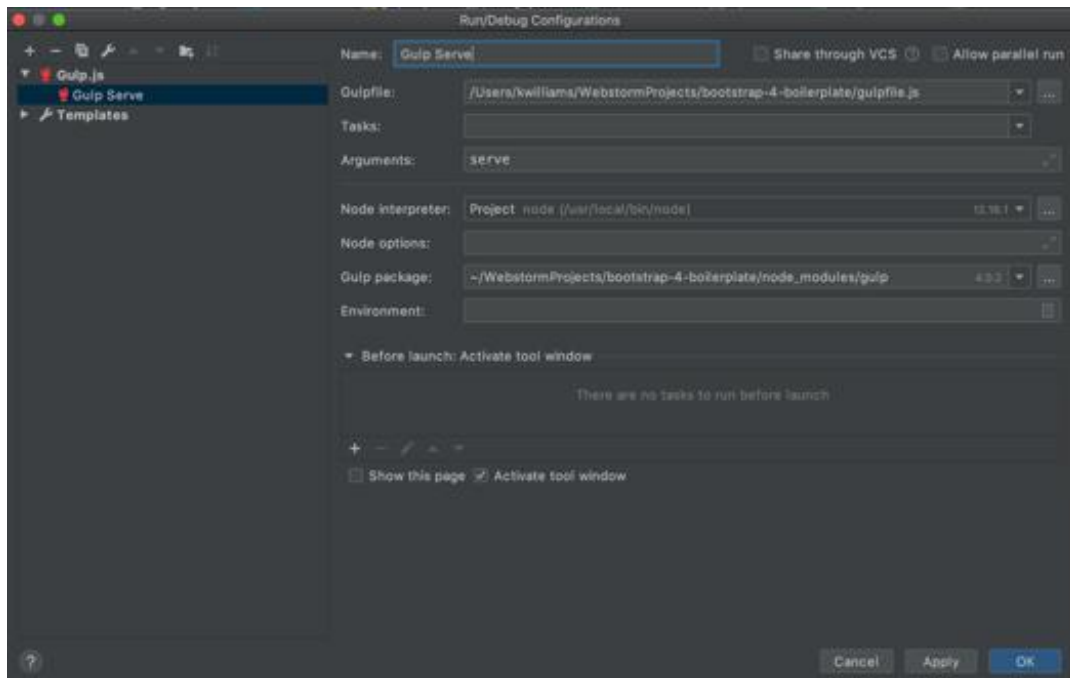 Run/Debug Configurations
Name: Gulp Serve
Share through VCS
Allow parallel run
Gulp.js
Gulp Serve
Templates
Gulpfile: /Users/kwilliams/WebstormProjects/bootstrap-4-boilerplate/gulpfile.js
Tasks:
Arguments: serve
Node interpreter: Project node (/usr/local/bin/node) 12.16.1
Node options:
Gulp package: ~/WebstormProjects/bootstrap-4-boilerplate/node_modules/gulp 4.0.2
Environment:
Before launch: Activate tool window
There are no tasks to run before launch
Show this page Activate tool window
? Cancel Apply OK